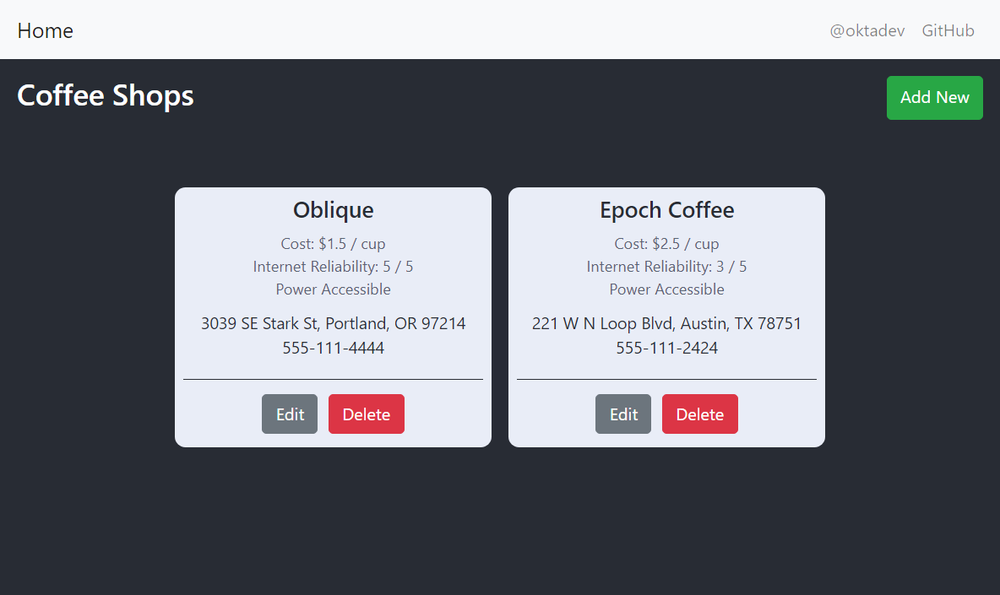 Home
@oktadev GitHub
Coffee Shops
Add New
Oblique
Cost: $1.5 / cup
Internet Reliability: 5 / 5
Power Accessible
3039 SE Stark St, Portland, OR 97214
555-111-4444
Edit Delete
Epoch Coffee
Cost: $2.5 / cup
Internet Reliability: 3 / 5
Power Accessible
221 W N Loop Blvd, Austin, TX 78751
555-111-2424
Edit Delete